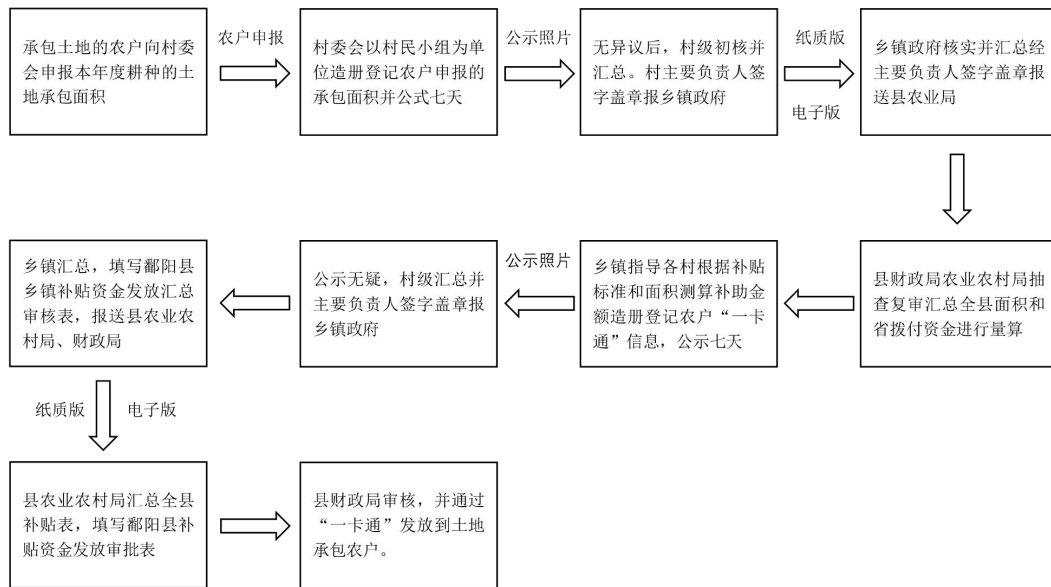 承包土地的农户向村委
会申报本年度耕种的土
地承包面积
农户申报
村委会以村民小组为单
位造册登记农户申报的
承包面积并公式七天
公示照片
无异议后，村级初核并
汇总。村主要负责人签
字盖章报乡镇政府
纸质版
电子版
乡镇政府核实并汇总经
主要负责人签字盖章报
送县农业局
县财政局农业农村局抽
查复审汇总全县面积和
省拨付资金进行量算
乡镇指导各村根据补贴
标准和面积测算补助金
额造册登记农户“一卡
通”信息，公示七天
公示照片
公示无疑，村级汇总并
主要负责人签字盖章报
乡镇政府
乡镇汇总，填写鄱阳县
乡镇补贴资金发放汇总
审核表，报送县农业农
村局、财政局
纸质版
电子版
县农业农村局汇总全县
补贴表，填写鄱阳县补
贴资金发放审批表
县财政局审核，并通过
“一卡通”发放到土地
承包农户。